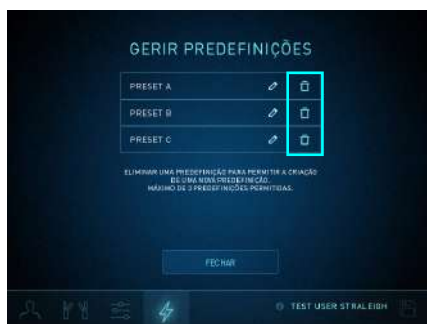 GERIR PREDEFINIÇÕES
PRESET A
PRESET B
PRESET C
ELIMINAR UMA PREDEFINIÇÃO PARA PERMITIR A CRIAÇÃO
DE UMA NOVA PREDEFINIÇÃO.
MÁXIMO DE 3 PREDEFINIÇÕES PERMITIDAS.
FECHAR
TEST USER STRALEIGH